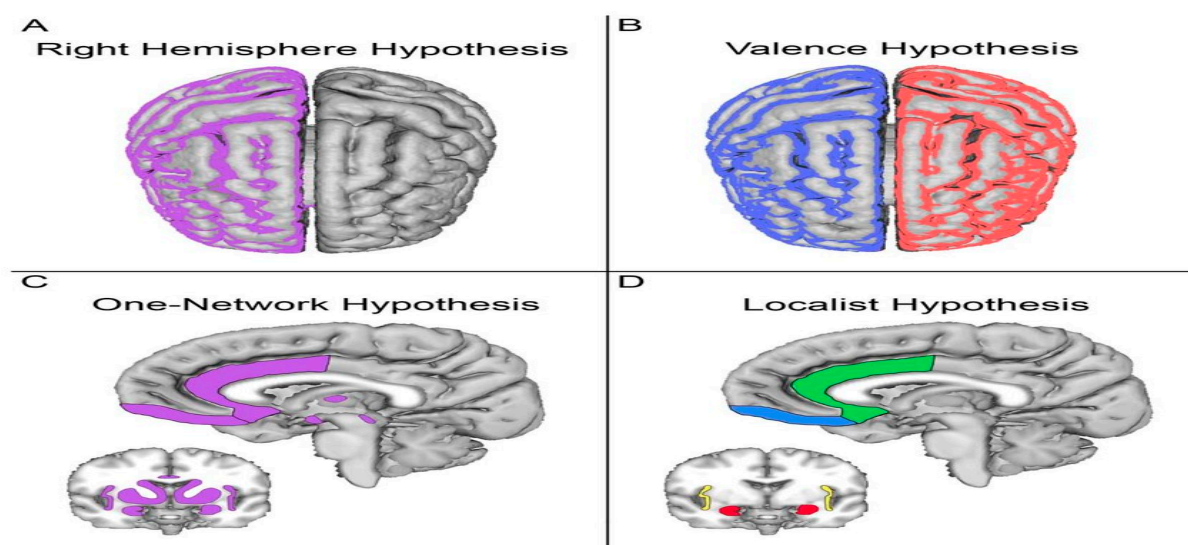 A
Right Hemisphere Hypothesis
B
Valence Hypothesis
C
One-Network Hypothesis
D
Localist Hypothesis